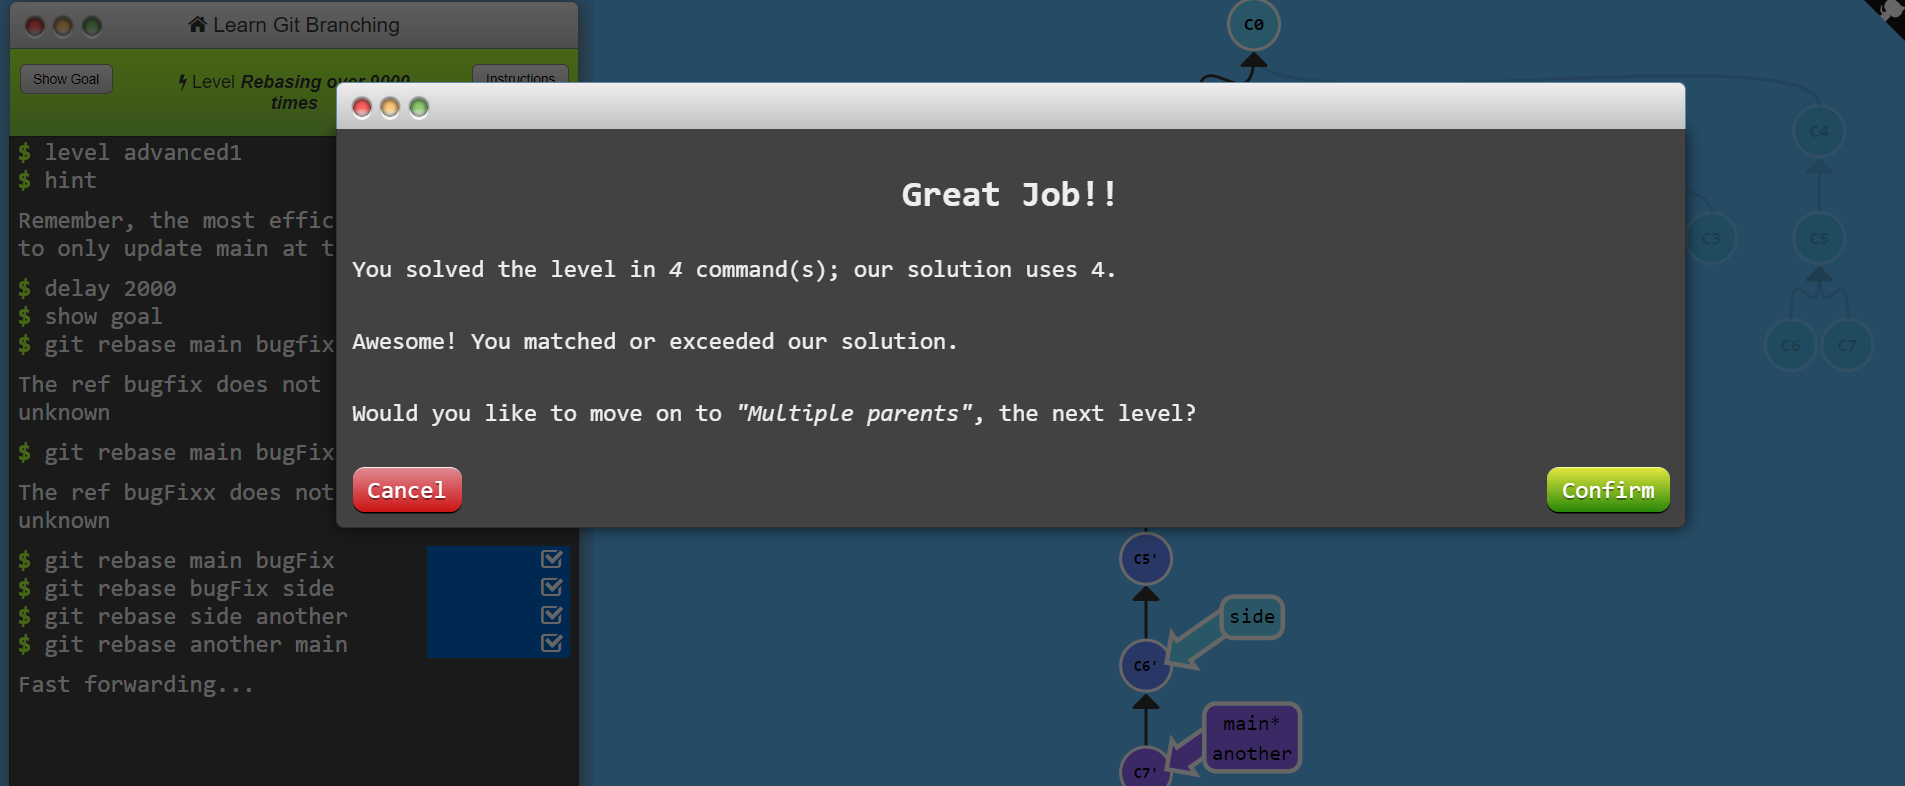 Learn Git Branching
Show Goal
Level Rebasing over 9000
times
Instructions
$ level advanced1
$ hint
Remember, the most effic
to only update main at t
$ delay 2000
$ show goal
$ git rebase main bugfix
The ref bugfix does not
unknown
$ git rebase main bugFix
The ref bugFixx does not
unknown
$ git rebase main bugFix
$ git rebase bugFix side
$ git rebase side another
$ git rebase another main
Fast forwarding...
Great Job!!
You solved the level in 4 command(s); our solution uses 4.
Awesome! You matched or exceeded our solution.
Would you like to move on to "Multiple parents", the next level?
Cancel
Confirm
C0
C4
C3
C5
C6
C7
C5'
side
C6'
main*
another
C7'